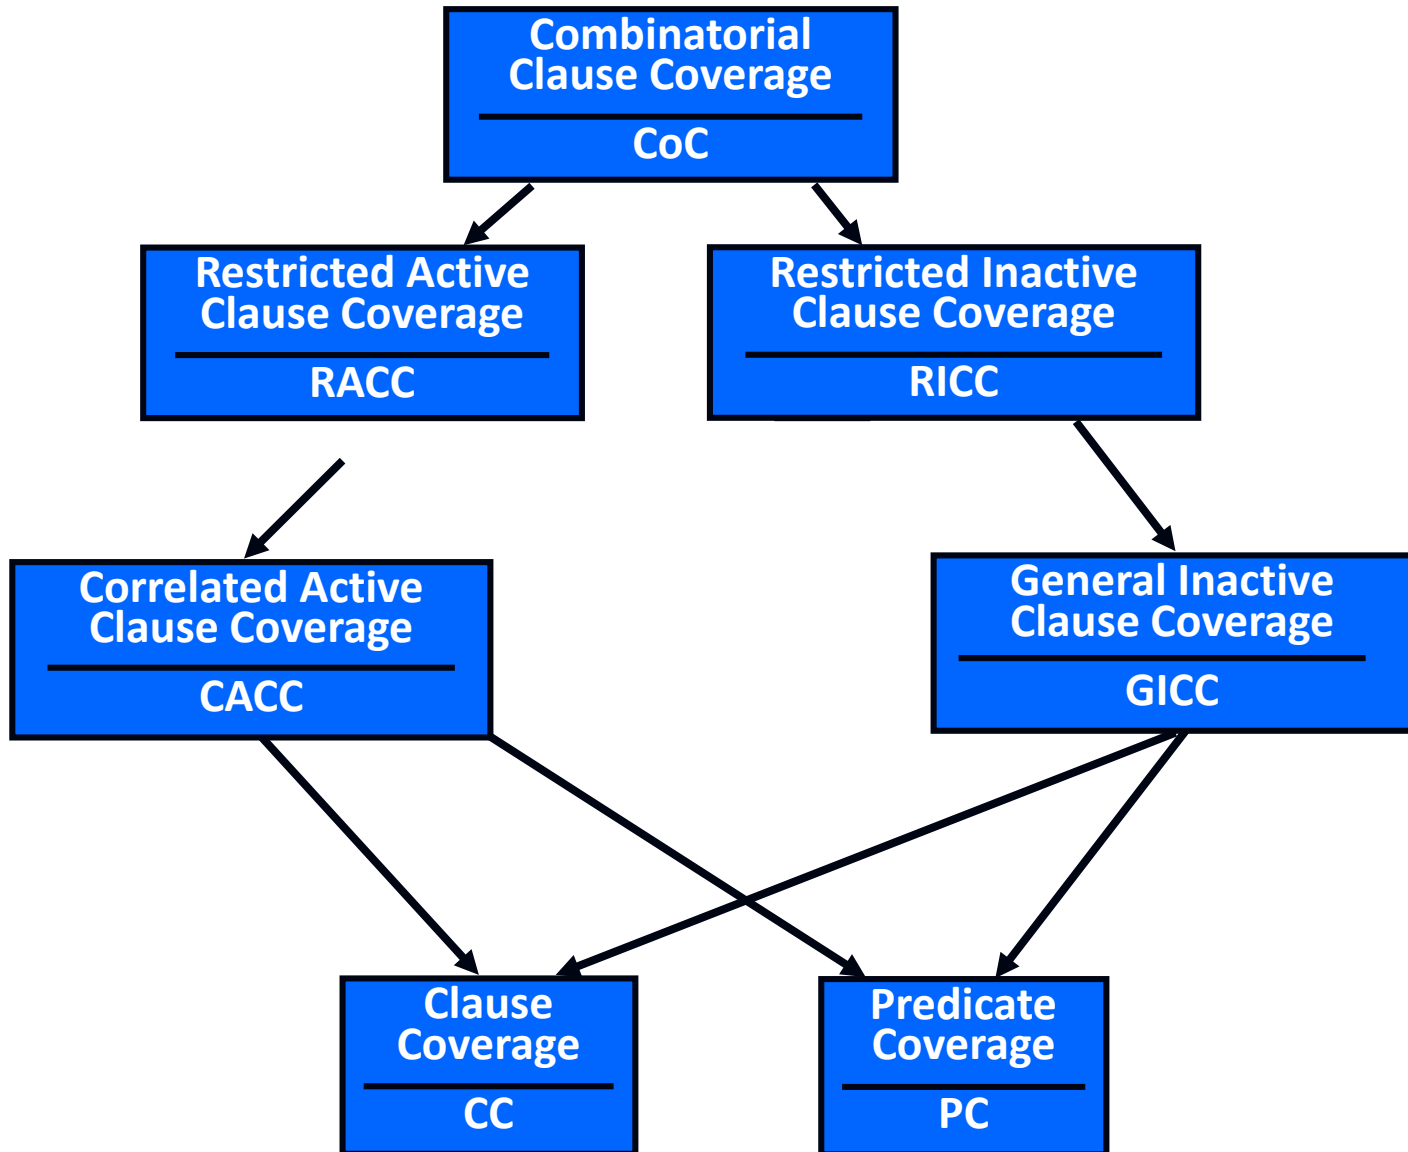 Combinatorial
Clause Coverage
CoC
Restricted Active
Clause Coverage
RACC
Restricted Inactive
Clause Coverage
RICC
Correlated Active
Clause Coverage
CACC
General Inactive
Clause Coverage
GICC
Clause
Coverage
CC
Predicate
Coverage
PC